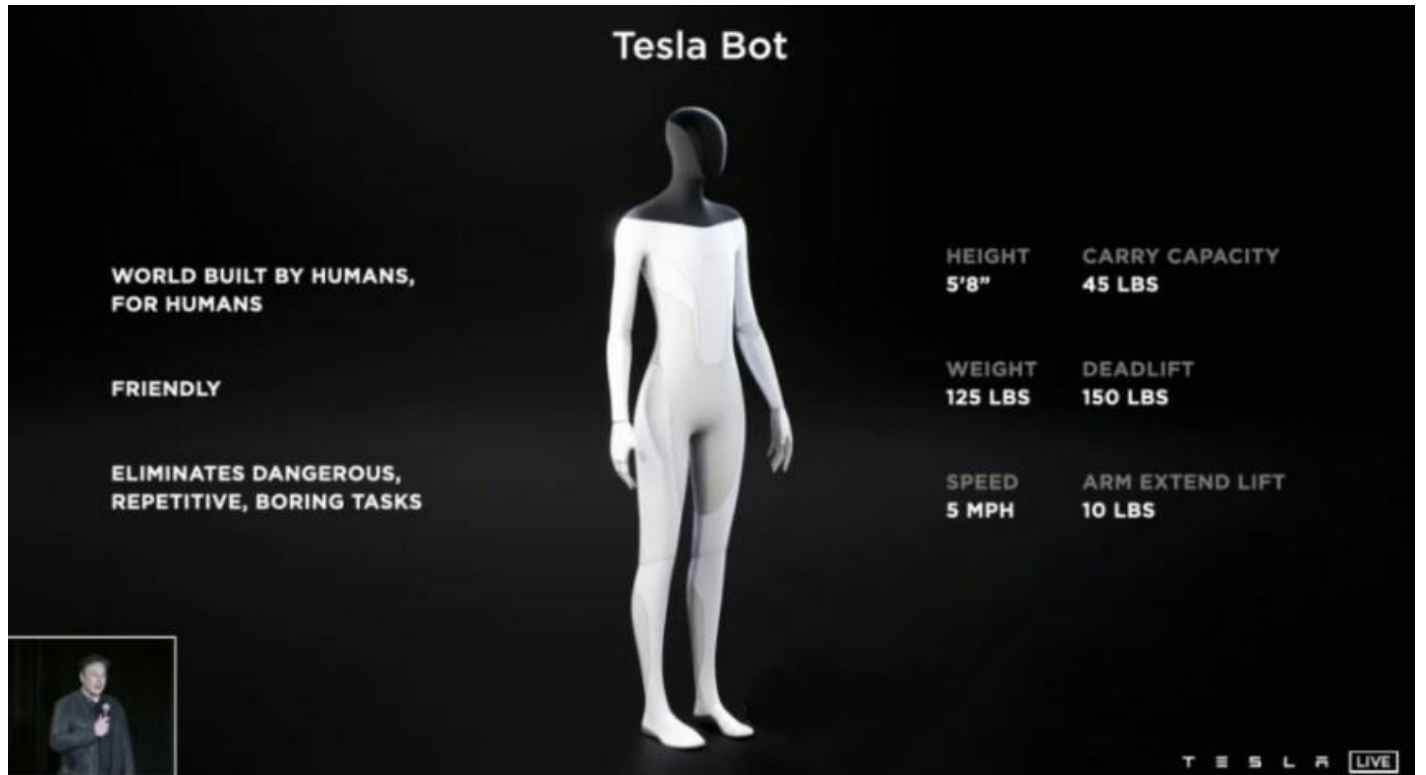 Tesla Bot
WORLD BUILT BY HUMANS,
FOR HUMANS
FRIENDLY
ELIMINATES DANGEROUS,
REPETITIVE, BORING TASKS
HEIGHT
5'8"
CARRY CAPACITY
45 LBS
WEIGHT
125 LBS
DEADLIFT
150 LBS
SPEED
5 MPH
ARM EXTEND LIFT
10 LBS
TESLA LIVE